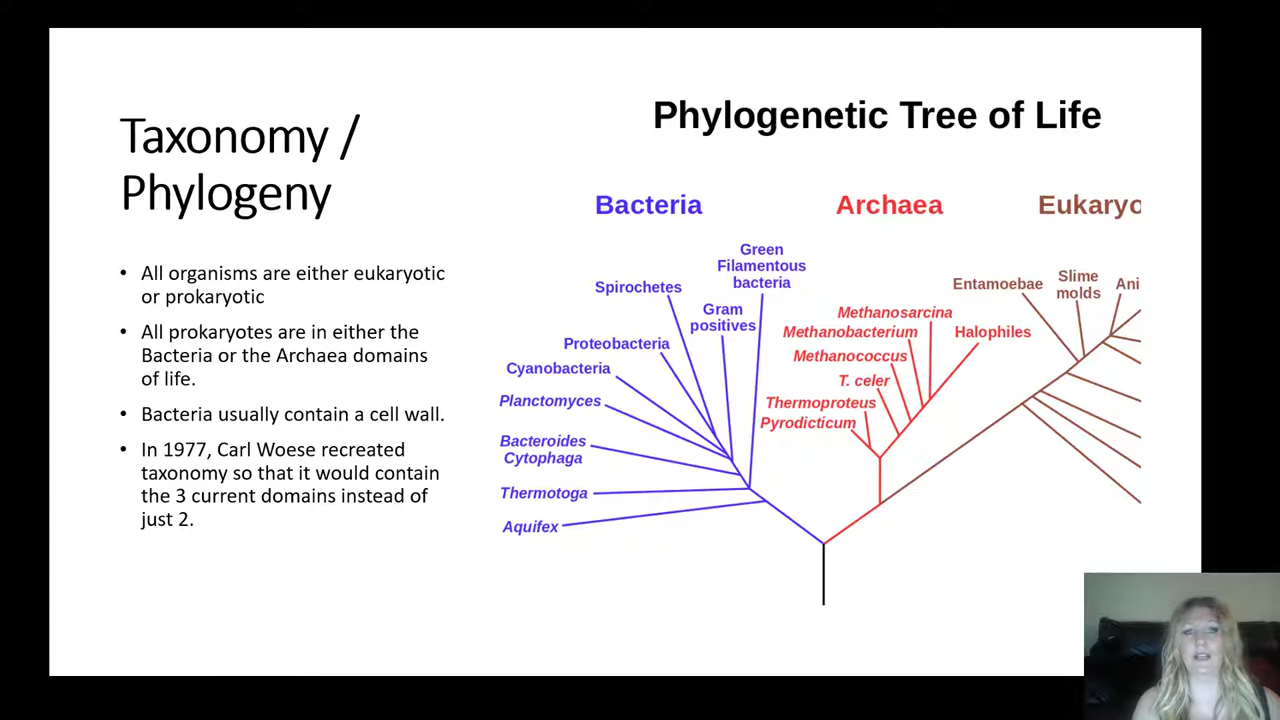 Taxonomy /
Phylogeny
• All organisms are either eukaryotic
or prokaryotic
• All prokaryotes are in either the
Bacteria or the Archaea domains
of life.
• Bacteria usually contain a cell wall.
• In 1977, Carl Woese recreated
taxonomy so that it would contain
the 3 current domains instead of
just 2.
Phylogenetic Tree of Life
Bacteria
Archaea
Eukaryo
Green
Filamentous
bacteria
Spirochetes
Gram
positives
Proteobacteria
Cyanobacteria
Planctomyces
Bacteroides
Cytophaga
Thermotoga
Aquifex
Methanosarcina
Methanobacterium
Halophiles
Methanococcus
T. celer
Thermoproteus
Pyrodicticum
Entamoebae
Slime
molds
Ani